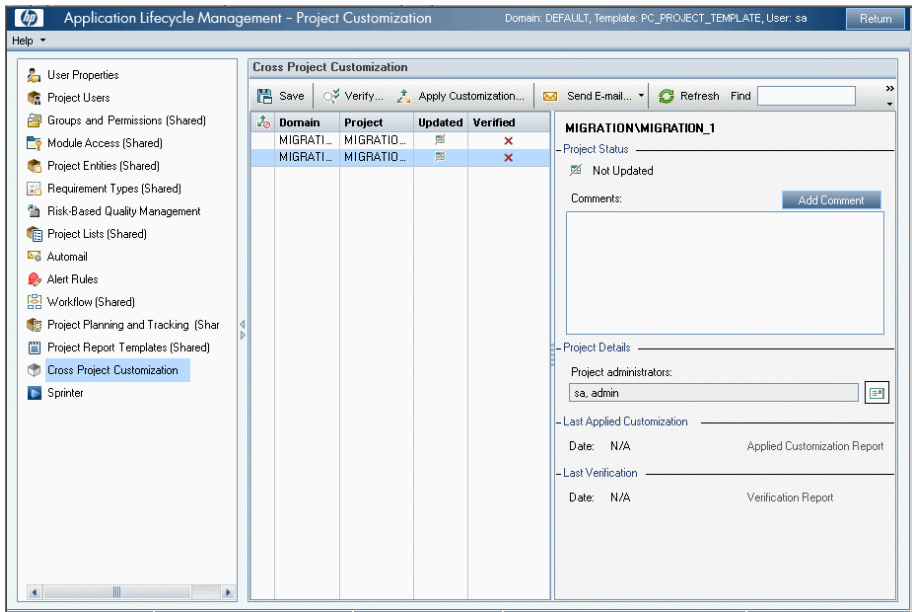 hp Application Lifecycle Management – Project Customization Domain: DEFAULT, Template: PC_PROJECT_TEMPLATE, User: sa Return
Help
User Properties
Project Users
Groups and Permissions (Shared)
Module Access (Shared)
Project Entities (Shared)
Requirement Types (Shared)
Risk-Based Quality Management
Project Lists (Shared)
Automail
Alert Rules
Workflow (Shared)
Project Planning and Tracking (Shar
Project Report Templates (Shared)
Cross Project Customization
Sprinter
Cross Project Customization
Save Verify... Apply Customization... Send E-mail... Refresh Find
Domain Project Updated Verified
MIGRATI... MIGRATIO...
MIGRATI... MIGRATIO...
MIGRATION\MIGRATION_1
Project Status
Not Updated
Comments: Add Comment
Project Details
Project administrators:
sa, admin
Last Applied Customization
Date: N/A Applied Customization Report
Last Verification
Date: N/A Verification Report